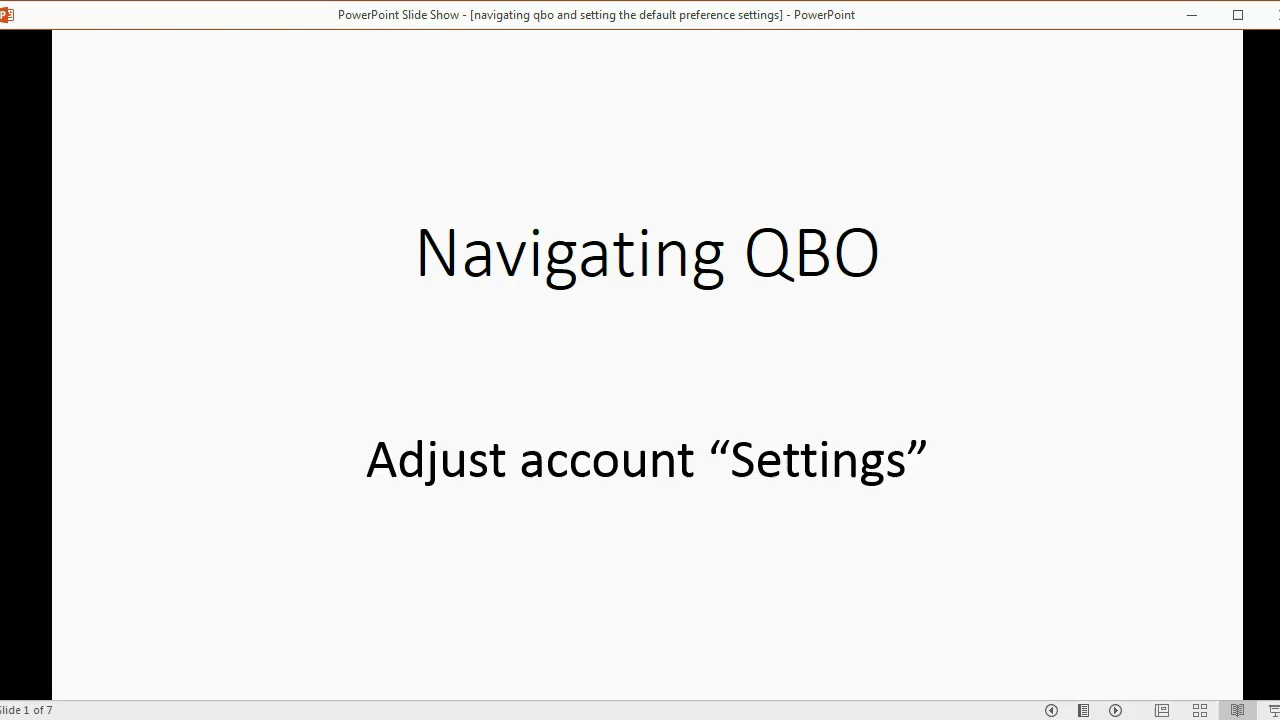 PowerPoint Slide Show - [navigating qbo and setting the default preference settings] - PowerPoint
Navigating QBO
Adjust account “Settings”
Slide 1 of 7